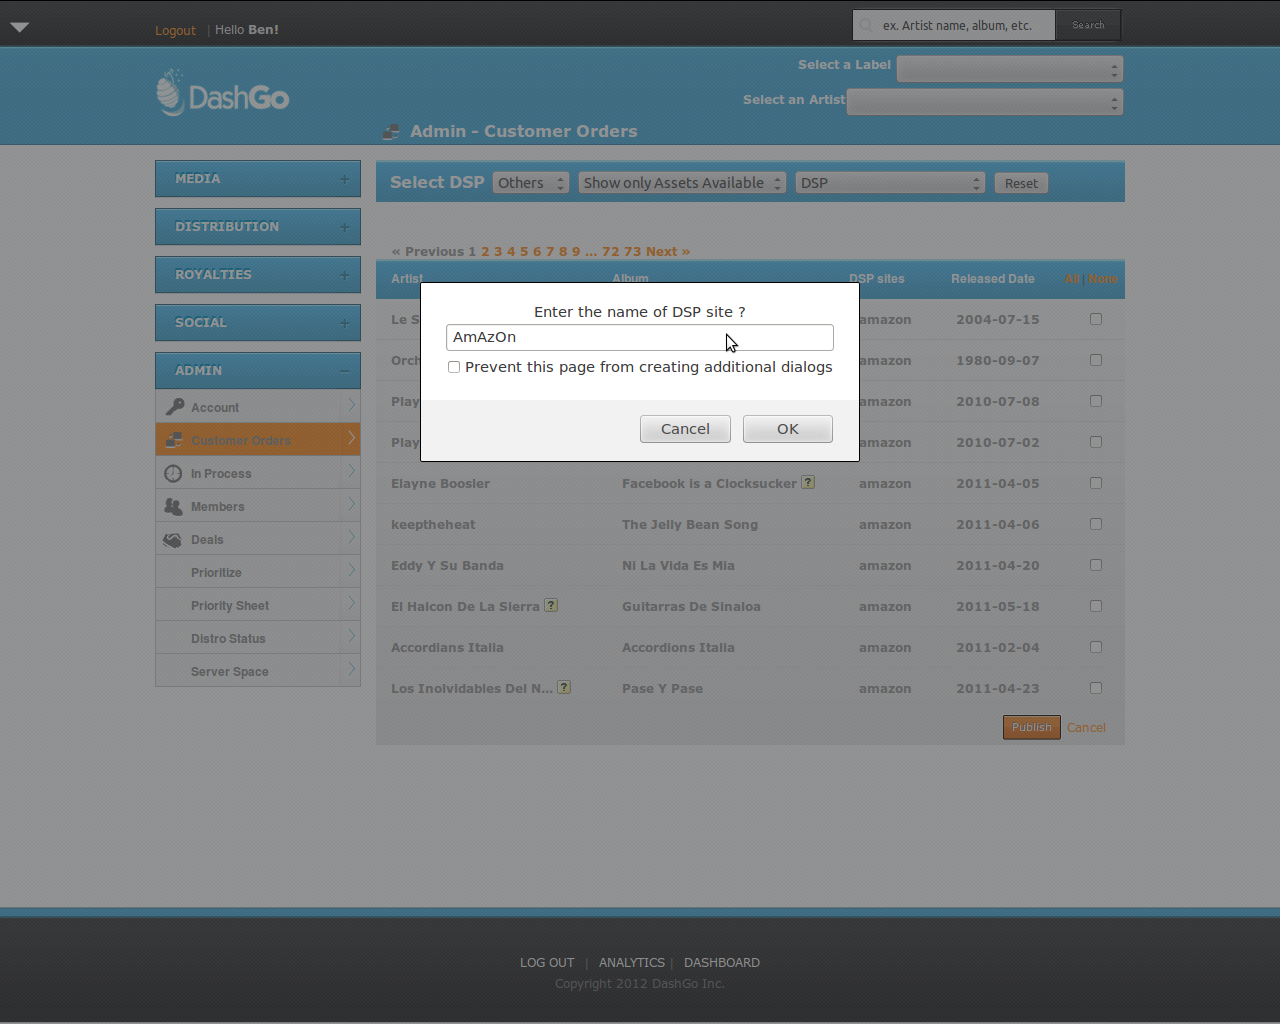 Logout | Hello Ben!
ex. Artist name, album, etc. Search
Select a Label
Select an Artist
DashGo
Admin - Customer Orders
MEDIA +
DISTRIBUTION +
ROYALTIES +
SOCIAL +
ADMIN −
Account
Customer Orders
In Process
Members
Deals
Prioritize
Priority Sheet
Distro Status
Server Space
Select DSP Others Show only Assets Available DSP Reset
« Previous 1 2 3 4 5 6 7 8 9 ... 72 73 Next »
Artist Album DSP sites Released Date All | None
Le S amazon 2004-07-15
Orch amazon 1980-09-07
Play amazon 2010-07-08
Play amazon 2010-07-02
Elayne Boosler Facebook is a Clocksucker ? amazon 2011-04-05
keeptheheat The Jelly Bean Song amazon 2011-04-06
Eddy Y Su Banda Ni La Vida Es Mia amazon 2011-04-20
El Halcon De La Sierra ? Guitarras De Sinaloa amazon 2011-05-18
Accordians Italia Accordions Italia amazon 2011-02-04
Los Inolvidables Del N... ? Pase Y Pase amazon 2011-04-23
Publish Cancel
Enter the name of DSP site ?
AmAzOn
Prevent this page from creating additional dialogs
Cancel OK
LOG OUT | ANALYTICS | DASHBOARD
Copyright 2012 DashGo Inc.